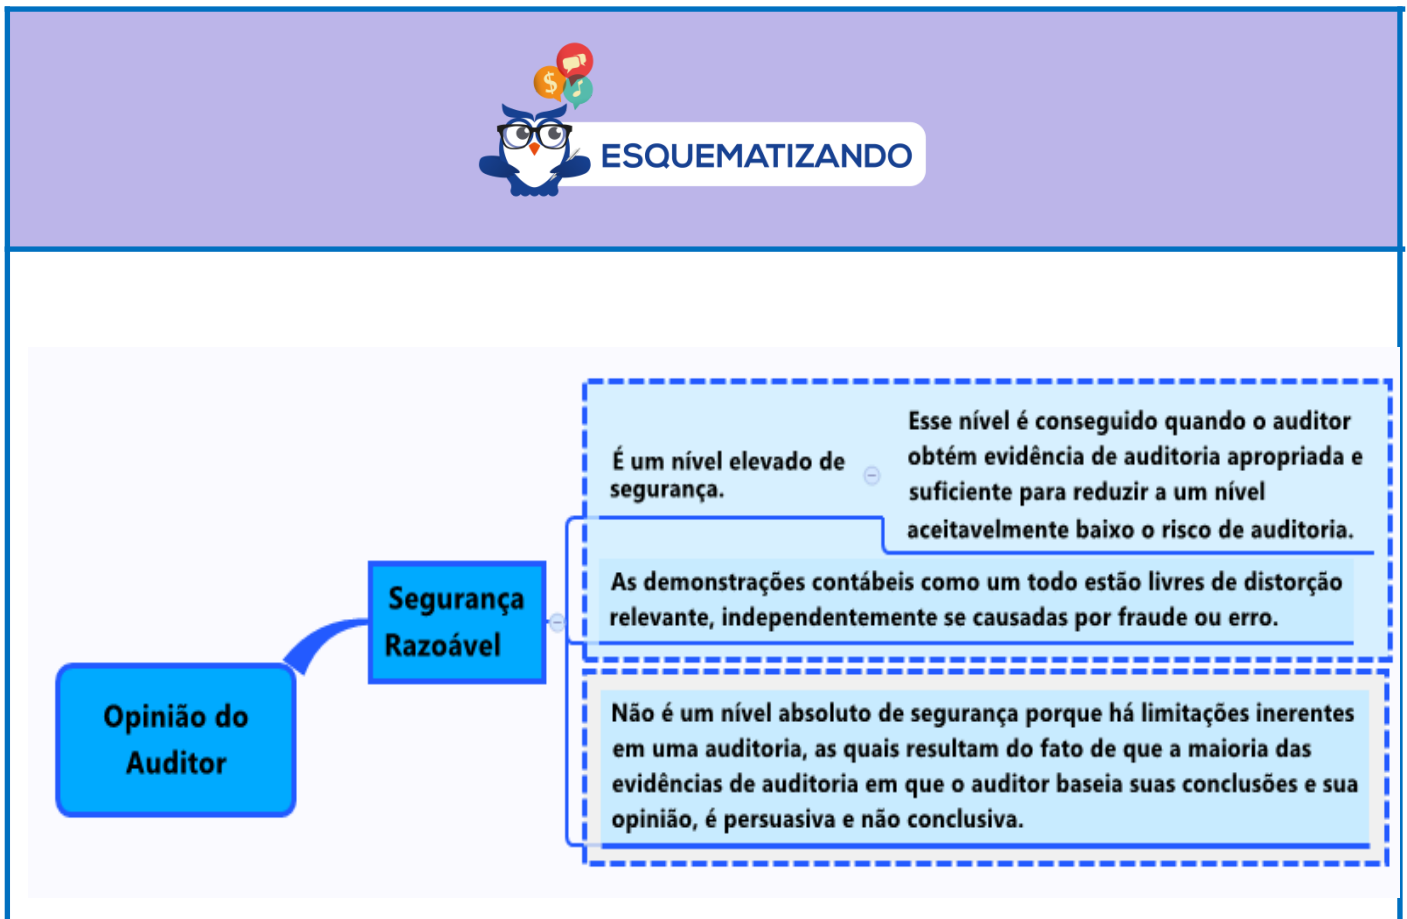 ESQUEMATIZANDO
Opinião do
Auditor
Segurança
Razoável
É um nível elevado de
segurança.
Esse nível é conseguido quando o auditor
obtém evidência de auditoria apropriada e
suficiente para reduzir a um nível
aceitavelmente baixo o risco de auditoria.
As demonstrações contábeis como um todo estão livres de distorção
relevante, independentemente se causadas por fraude ou erro.
Não é um nível absoluto de segurança porque há limitações inerentes
em uma auditoria, as quais resultam do fato de que a maioria das
evidências de auditoria em que o auditor baseia suas conclusões e sua
opinião, é persuasiva e não conclusiva.